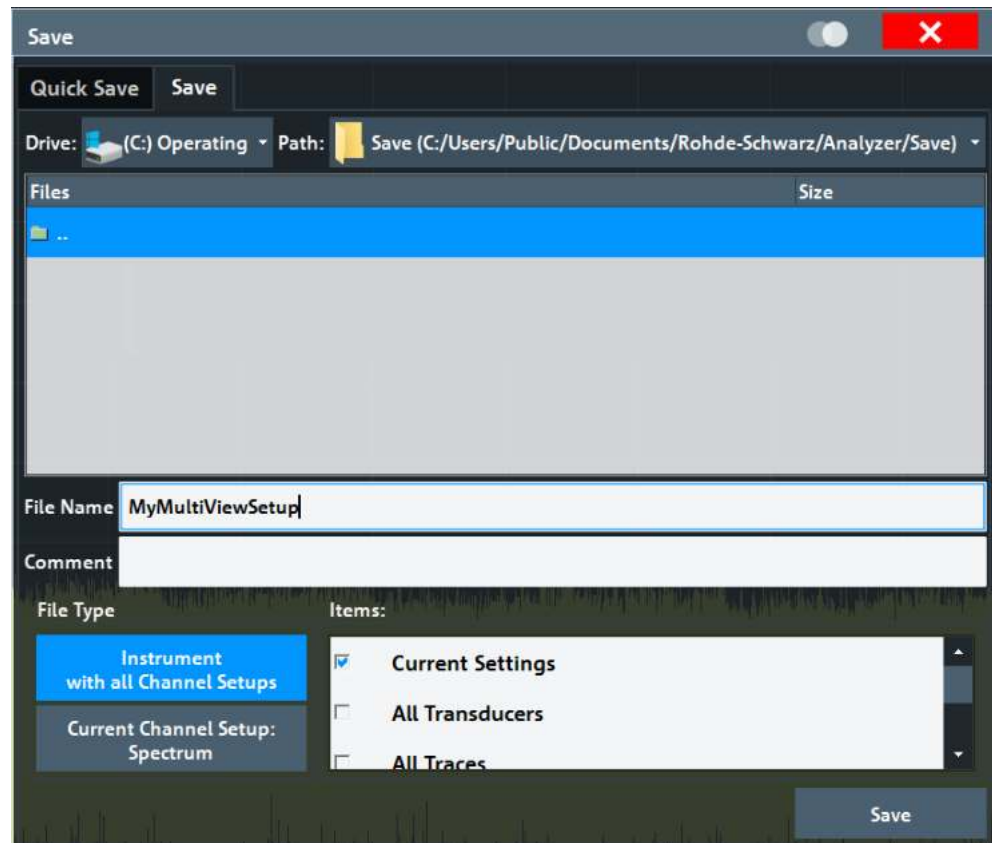 Save
Quick Save Save
Drive: (C:) Operating Path: Save (C:/Users/Public/Documents/Rohde-Schwarz/Analyzer/Save)
Files Size
..
File Name MyMultiViewSetup
Comment
File Type Items:
Instrument
with all Channel Setups
Current Channel Setup:
Spectrum
Current Settings
All Transducers
All Traces
Save